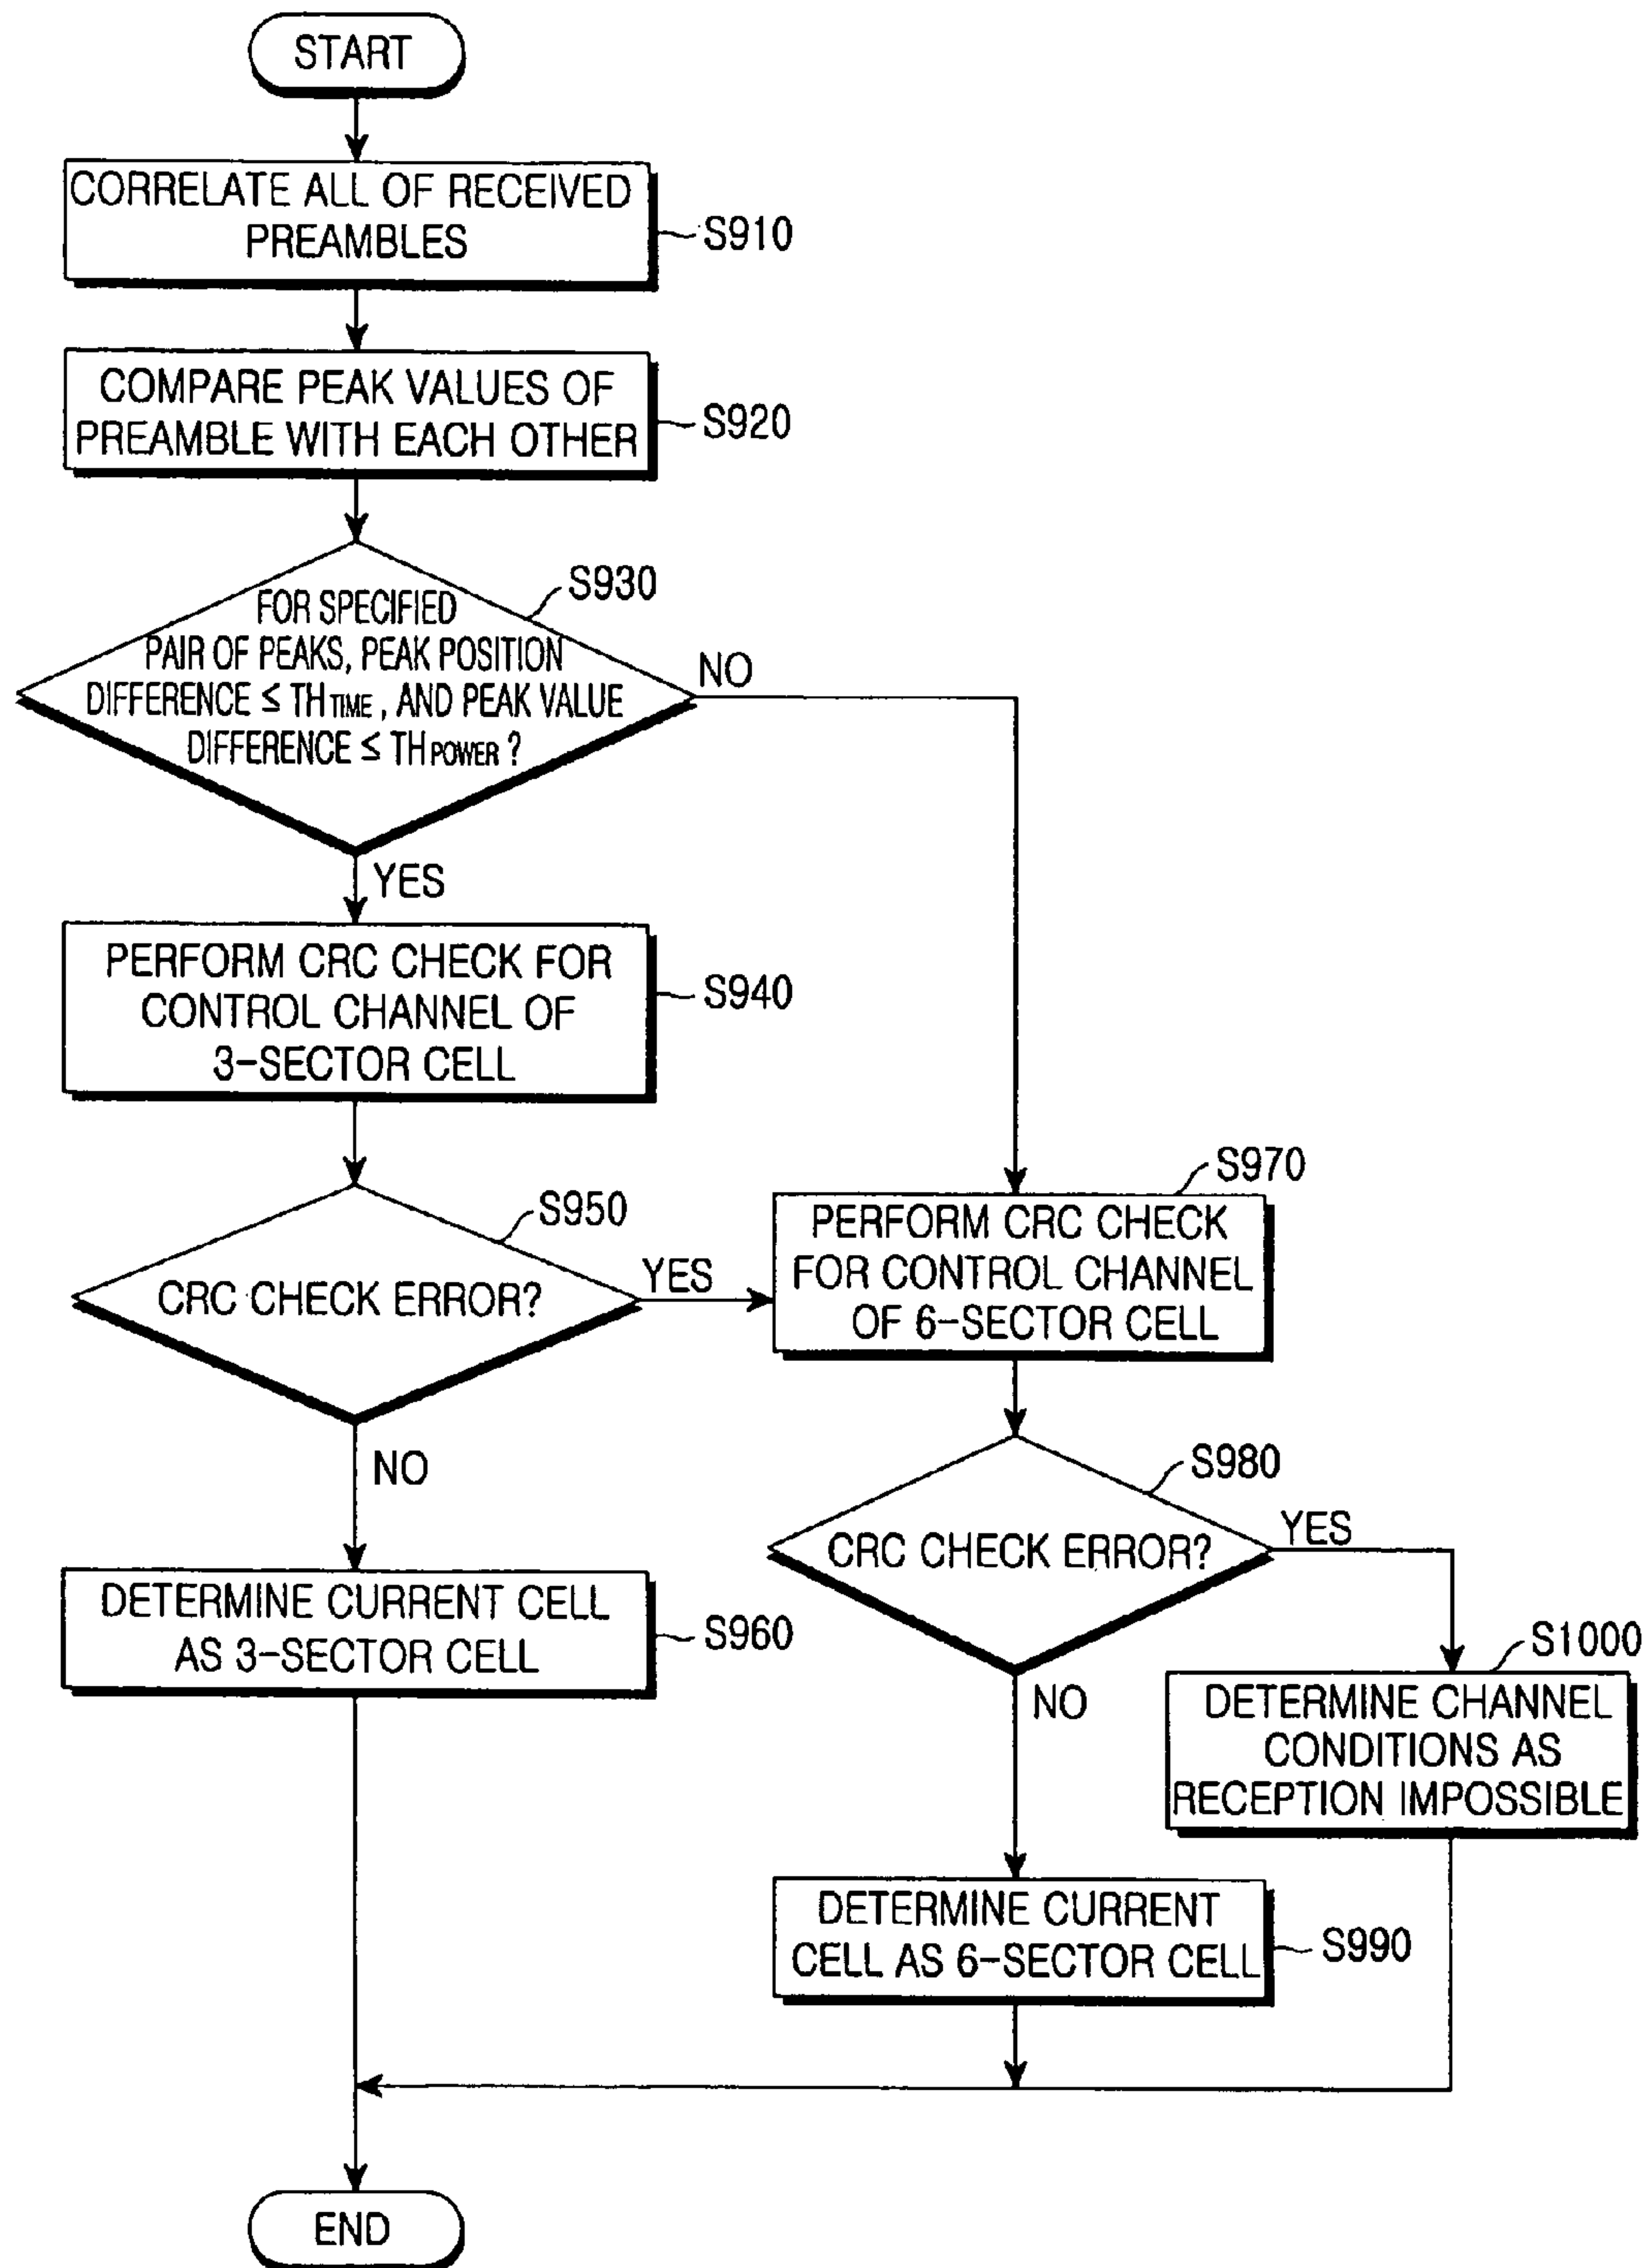 START
CORRELATE ALL OF RECEIVED
PREAMBLES
S910
COMPARE PEAK VALUES OF
PREAMBLE WITH EACH OTHER
S920
S930
FOR SPECIFIED
PAIR OF PEAKS, PEAK POSITION
DIFFERENCE ≤ THTIME, AND PEAK VALUE
DIFFERENCE ≤ THPOWER?
NO
YES
PERFORM CRC CHECK FOR
CONTROL CHANNEL OF
3-SECTOR CELL
S940
S950
CRC CHECK ERROR?
YES
NO
S970
PERFORM CRC CHECK
FOR CONTROL CHANNEL
OF 6-SECTOR CELL
S980
CRC CHECK ERROR?
YES
NO
DETERMINE CURRENT CELL
AS 3-SECTOR CELL
S960
S1000
DETERMINE CHANNEL
CONDITIONS AS
RECEPTION IMPOSSIBLE
DETERMINE CURRENT
CELL AS 6-SECTOR CELL
S990
END